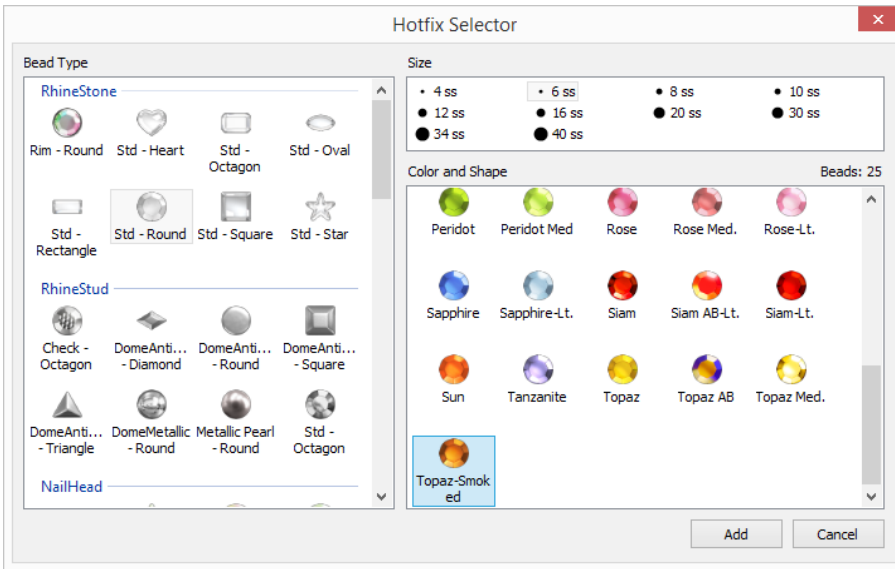 Hotfix Selector
Bead Type
RhineStone
Rim - Round Std - Heart Std - Octagon Std - Oval
Std - Rectangle Std - Round Std - Square Std - Star
RhineStud
Check - Octagon DomeAnti... - Diamond DomeAnti... - Round DomeAnti... - Square
DomeAnti... - Triangle DomeMetallic - Round Metallic Pearl - Round Std - Octagon
NailHead
Size
4 ss 6 ss 8 ss 10 ss
12 ss 16 ss 20 ss 30 ss
34 ss 40 ss
Color and Shape Beads: 25
Peridot Peridot Med Rose Rose Med. Rose-Lt.
Sapphire Sapphire-Lt. Siam Siam AB-Lt. Siam-Lt.
Sun Tanzanite Topaz Topaz AB Topaz Med.
Topaz-Smok
ed
Add Cancel